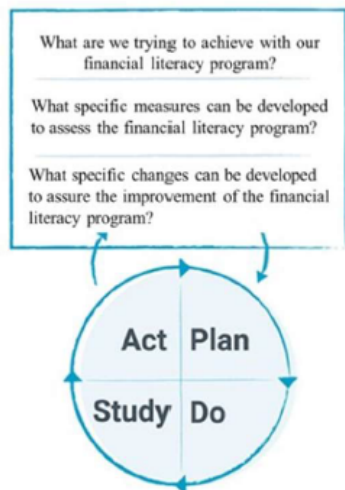 What are we trying to achieve with our
financial literacy program?
What specific measures can be developed
to assess the financial literacy program?
What specific changes can be developed
to assure the improvement of the financial
literacy program?
Act Plan
Study Do